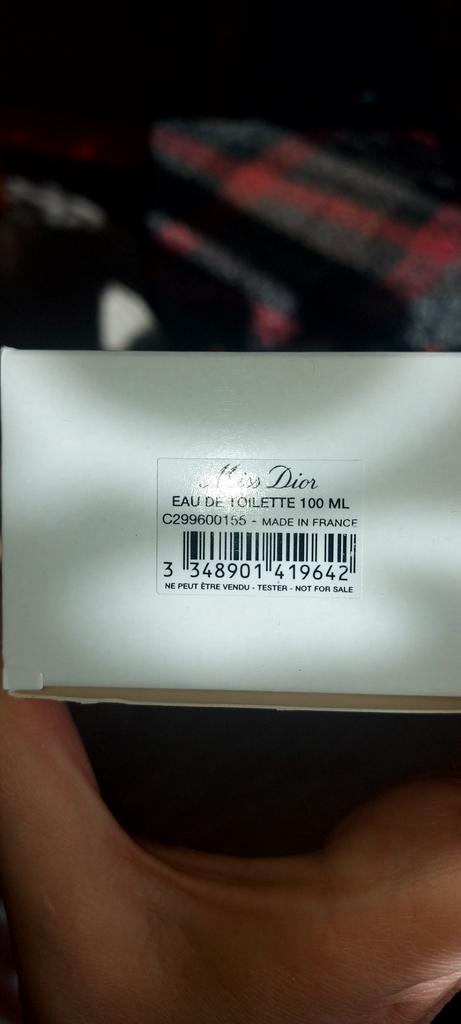 Miss Dior
EAU DE TOILETTE 100 ML
C299600155 - MADE IN FRANCE
3 348901 419642
NE PEUT ÊTRE VENDU - TESTER - NOT FOR SALE